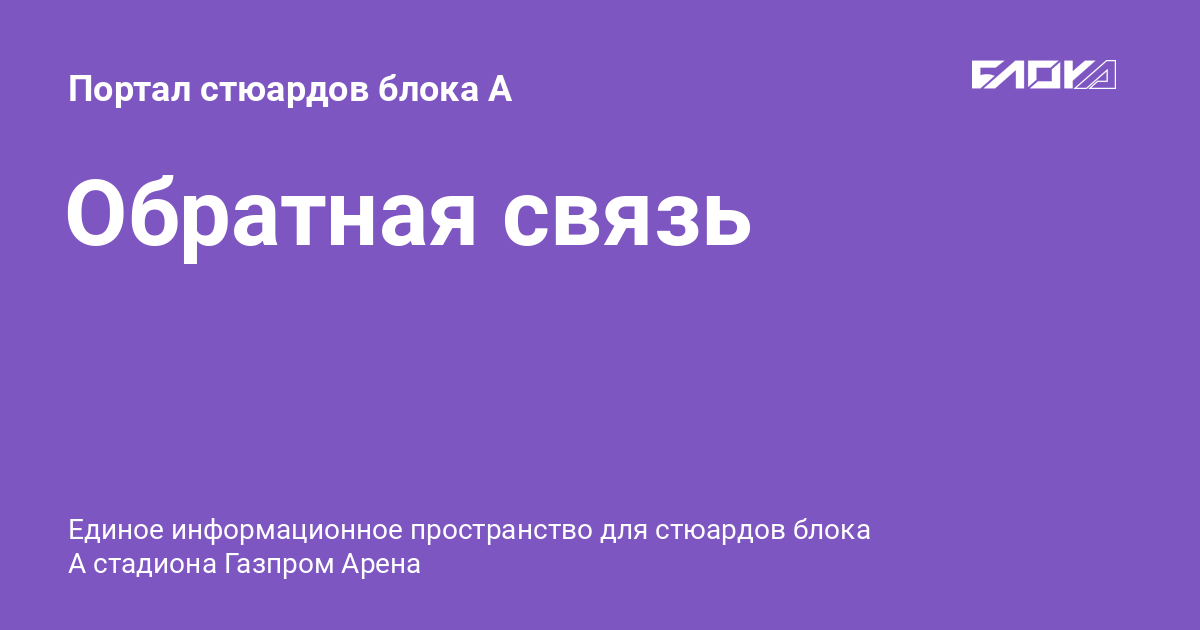 Портал стюардов блока А
БЛОКА
Обратная связь
Единое информационное пространство для стюардов блока
А стадиона Газпром Арена